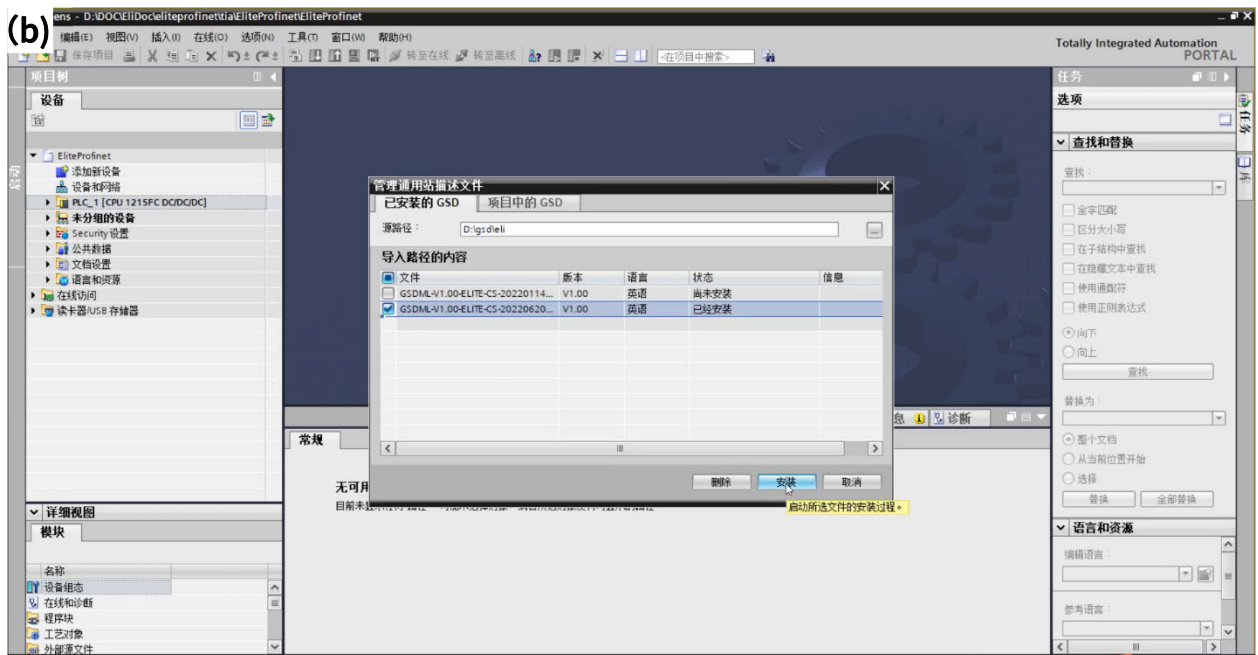 (b)
ens - D:\DOC\EliDoc\eliteprofinet\tia\EliteProfinet\EliteProfinet
编辑(E) 视图(V) 插入(I) 在线(O) 选项(N) 工具(T) 窗口(W) 帮助(H)
Totally Integrated Automation
PORTAL
保存项目 转至在线 转至离线 <在项目中搜索>
项目树
设备
启动
EliteProfinet
添加新设备
设备和网络
PLC_1 [CPU 1215FC DC/DC/DC]
未分组的设备
Security 设置
公共数据
文档设置
语言和资源
在线访问
读卡器/USB 存储器
详细视图
模块
名称
设备组态
在线和诊断
程序块
工艺对象
外部源文件
管理通用站描述文件
已安装的 GSD 项目中的 GSD
源路径： D:\gsd\eli
导入路径的内容
文件 版本 语言 状态 信息
GSDML-V1.00-ELITE-CS-20220114... V1.00 英语 尚未安装
GSDML-V1.00-ELITE-CS-20220620... V1.00 英语 已经安装
删除 安装 取消
启动所选文件的安装过程。
息 诊断
常规
无可用
目前未
任务
选项
查找和替换
查找：
全字匹配
区分大小写
在子结构中查找
在隐藏文本中查找
使用通配符
使用正则表达式
向下
向上
查找
替换为：
整个文档
从当前位置开始
选择
替换 全部替换
语言和资源
编辑语言：
参考语言：
任务
库